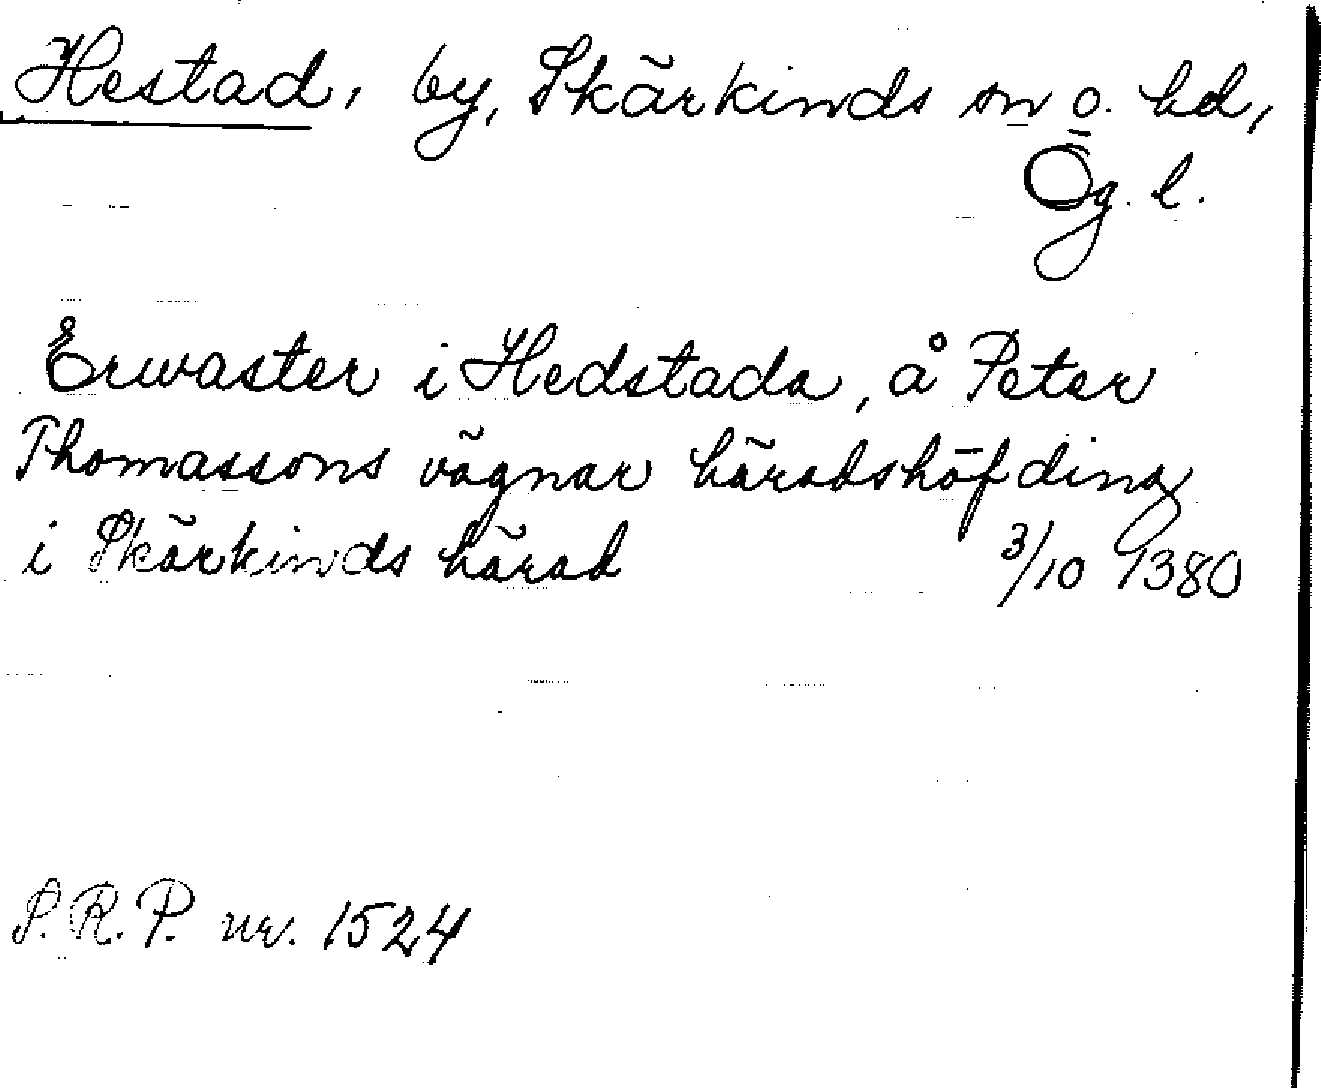 Hestad, by, Skärkinds sn o. hd,
Ög. l.
Erwaster i Hedstada, å Peter
Thomassons vägnar häradshöfding
i Skärkinds härad 3/10 1380
S.R.P. nr. 1524